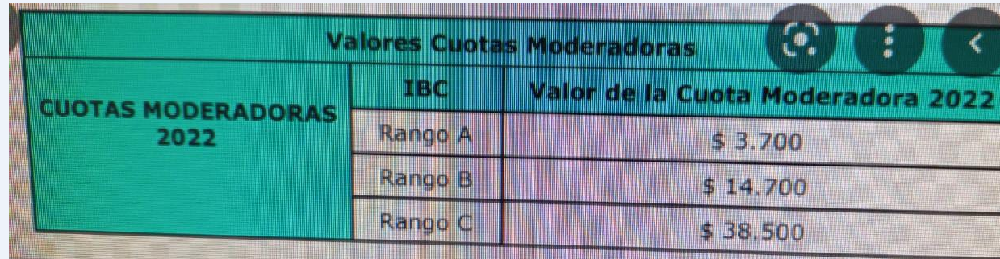 Valores Cuotas Moderadoras
CUOTAS MODERADORAS
2022
IBC
Valor de la Cuota Moderadora 2022
Rango A
$ 3.700
Rango B
$ 14.700
Rango C
$ 38.500